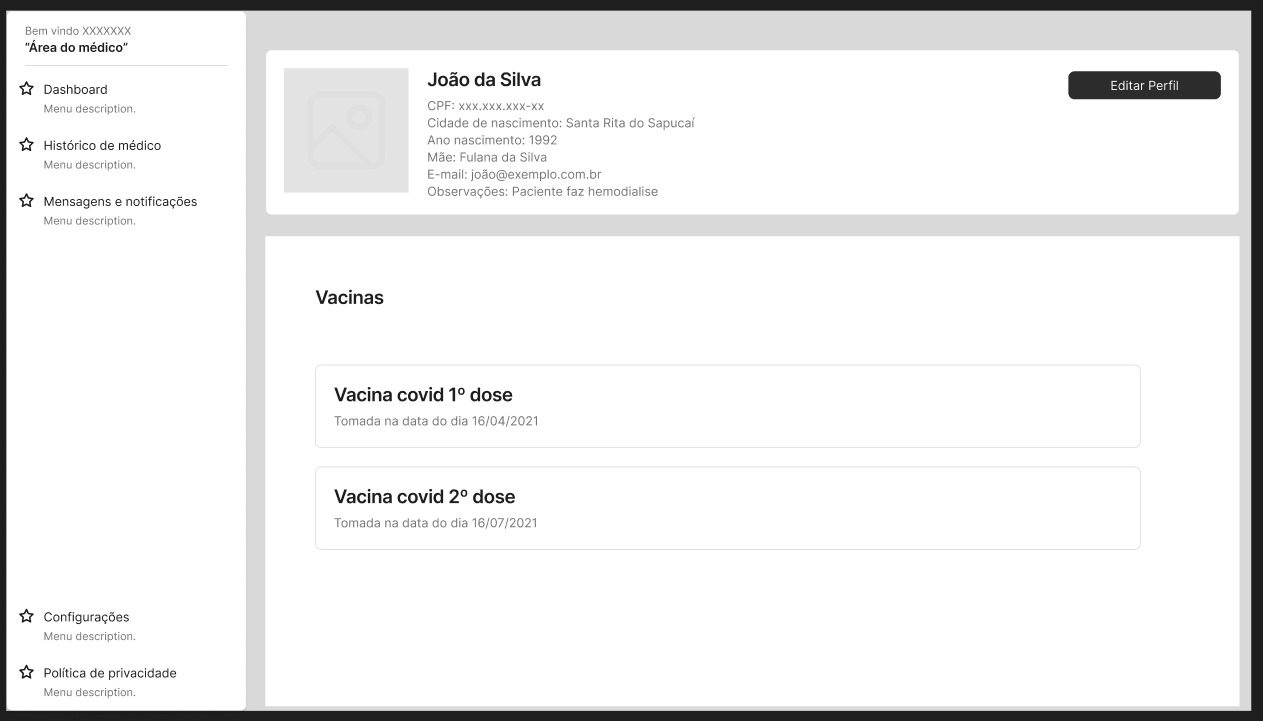 Bem vindo XXXXXXX
“Área do médico”
Dashboard
Menu description.
Histórico de médico
Menu description.
Mensagens e notificações
Menu description.
Configurações
Menu description.
Política de privacidade
Menu description.
João da Silva
CPF: xxx.xxx.xxx-xx
Cidade de nascimento: Santa Rita do Sapucaí
Ano nascimento: 1992
Mãe: Fulana da Silva
E-mail: joão@exemplo.com.br
Observações: Paciente faz hemodialise
Editar Perfil
Vacinas
Vacina covid 1º dose
Tomada na data do dia 16/04/2021
Vacina covid 2º dose
Tomada na data do dia 16/07/2021